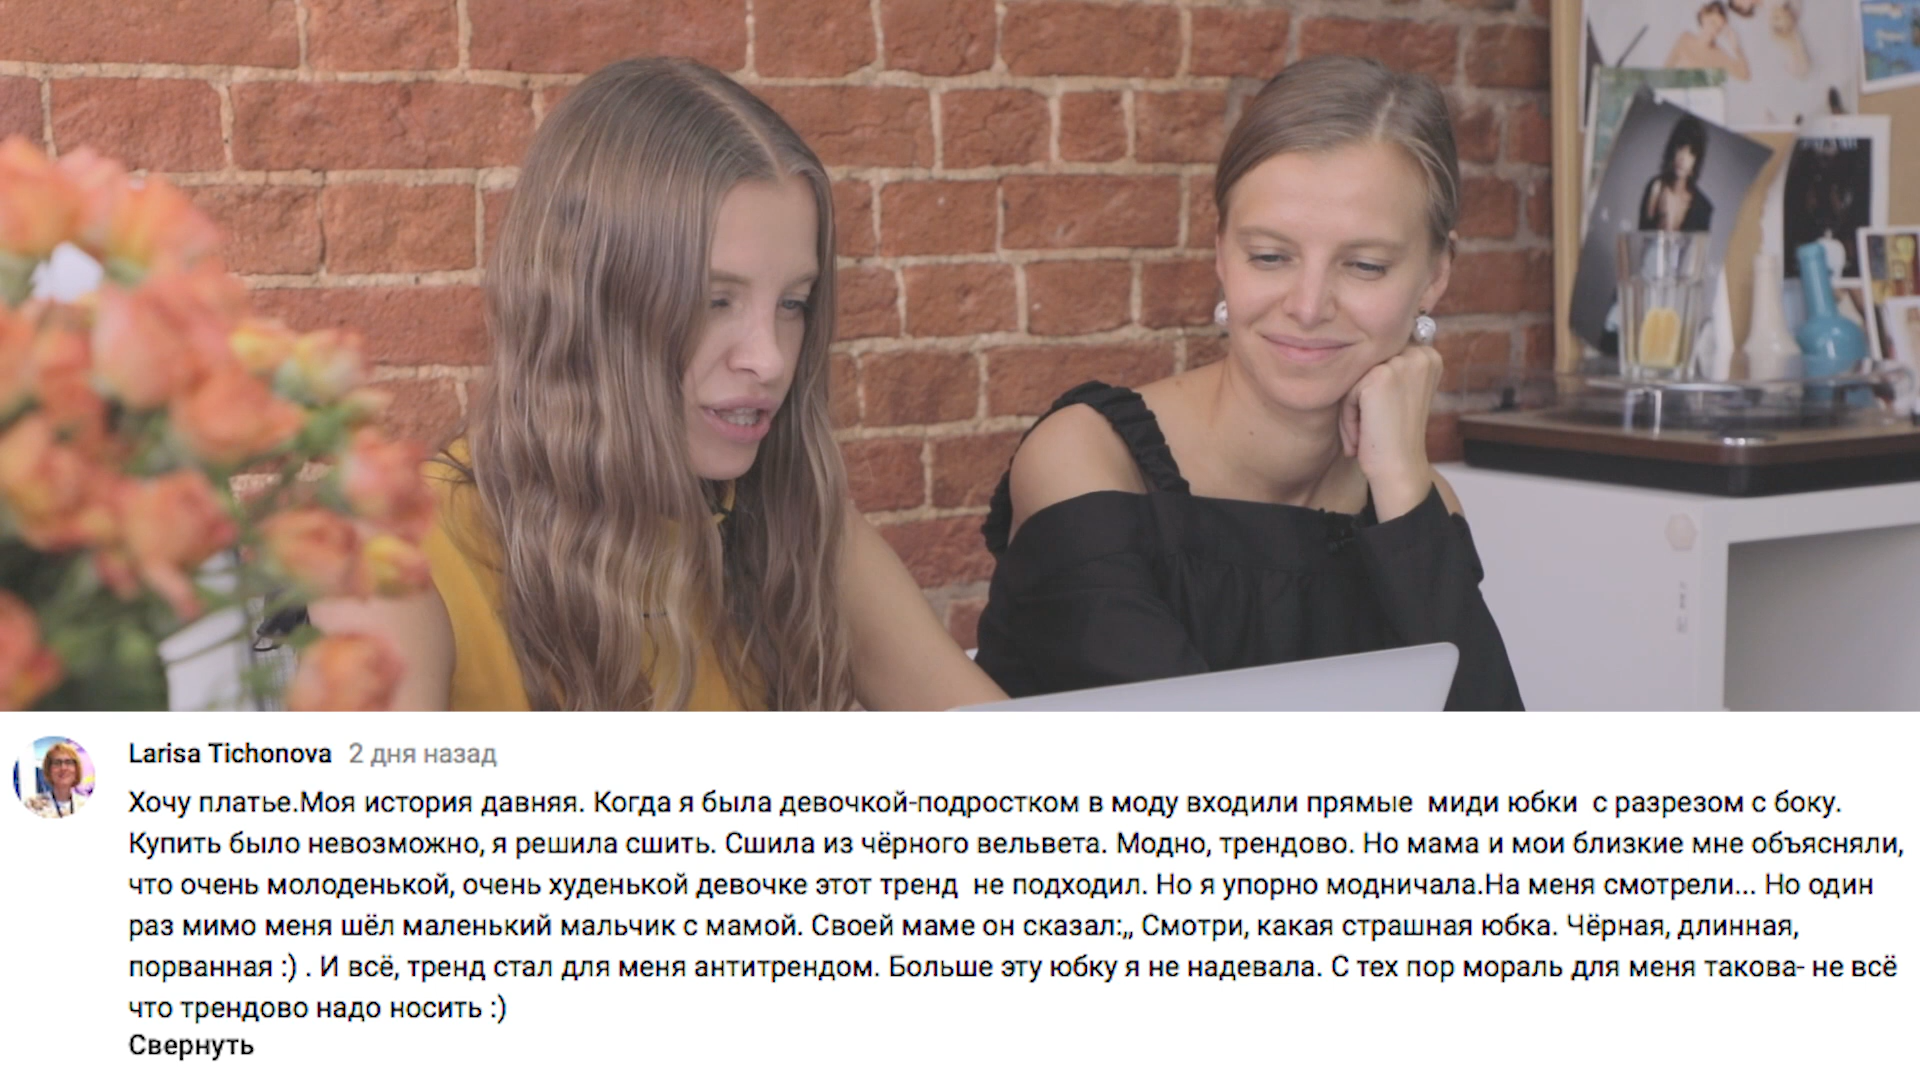 Larisa Tichonova 2 дня назад
Хочу платье.Моя история давняя. Когда я была девочкой-подростком в моду входили прямые  миди юбки  с разрезом с боку.
Купить было невозможно, я решила сшить. Сшила из чёрного вельвета. Модно, трендово. Но мама и мои близкие мне объясняли,
что очень молоденькой, очень худенькой девочке этот тренд  не подходил. Но я упорно модничала.На меня смотрели... Но один
раз мимо меня шёл маленький мальчик с мамой. Своей маме он сказал:,, Смотри, какая страшная юбка. Чёрная, длинная,
порванная :) . И всё, тренд стал для меня антитрендом. Больше эту юбку я не надевала. С тех пор мораль для меня такова- не всё
что трендово надо носить :)
Свернуть